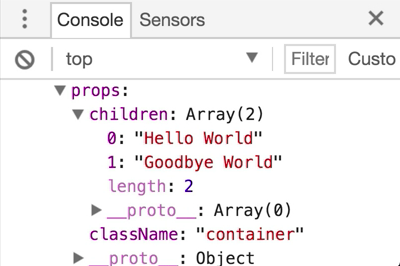 Console Sensors
top Filter Custo
props:
children: Array(2)
0: "Hello World"
1: "Goodbye World"
length: 2
__proto__: Array(0)
className: "container"
__proto__: Object